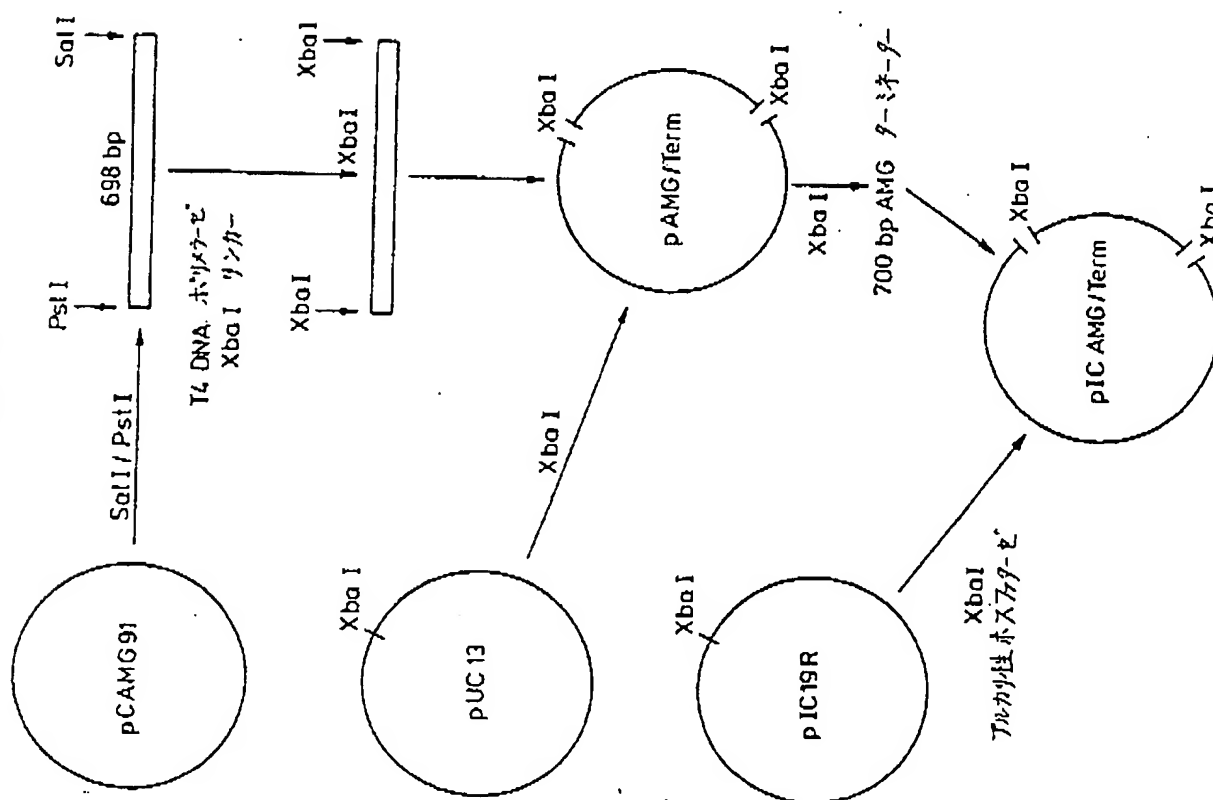 pCAMG91
Sal I / Pst I
Pst I
698 bp
Sal I
T4 DNA ポリメラーゼ
Xba I リンカー
Xba I
Xba I
Xba I
pUC13
Xba I
Xba I
pAMG/Term
Xba I
Xba I
Xba I
700 bp AMG ターミネーター
pIC19R
Xba I
Xba I
アルカリ性ホスファターゼ
pIC AMG/Term
Xba I
Xba I